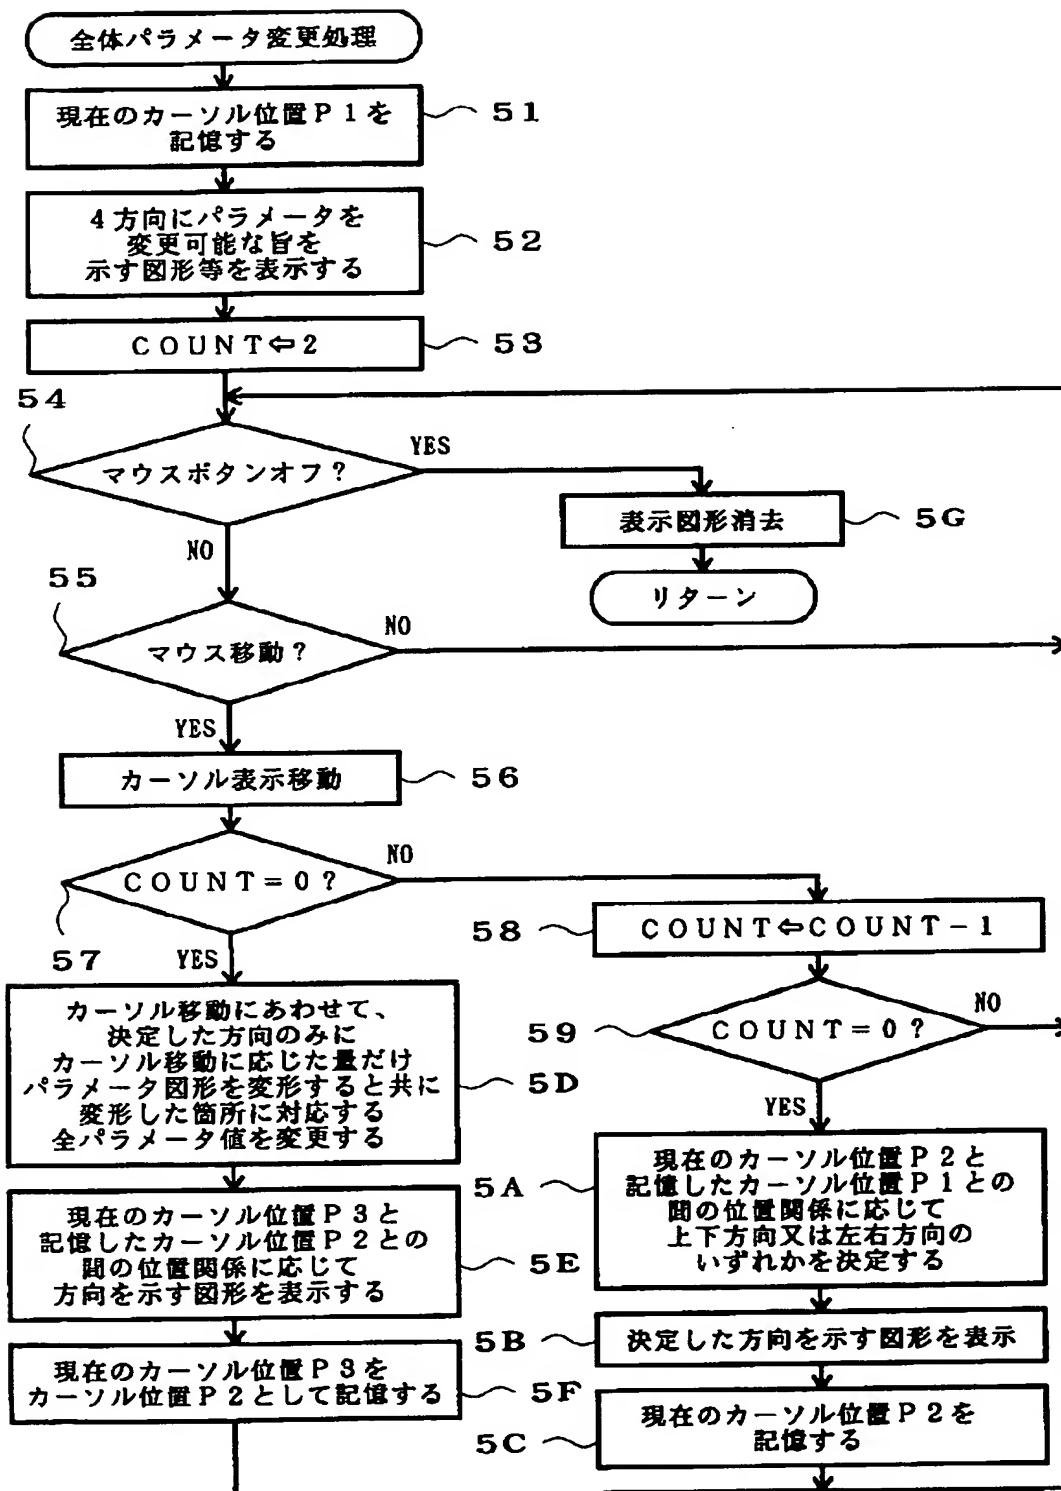 全体パラメータ変更処理
現在のカーソル位置P1を
記憶する
51
4方向にパラメータを
変更可能な旨を
示す図形等を表示する
52
COUNT⇦2
53
54
マウスボタンオフ?
YES
NO
表示図形消去
5G
リターン
55
マウス移動?
NO
YES
カーソル表示移動
56
COUNT=0?
NO
57
YES
58
COUNT⇦COUNT-1
59
COUNT=0?
NO
YES
カーソル移動にあわせて、
決定した方向のみに
カーソル移動に応じた量だけ
パラメータ図形を変形すると共に
変形した箇所に対応する
全パラメータ値を変更する
5D
5A
現在のカーソル位置P2と
記憶したカーソル位置P1との
間の位置関係に応じて
上下方向又は左右方向の
いずれかを決定する
現在のカーソル位置P3と
記憶したカーソル位置P2との
間の位置関係に応じて
方向を示す図形を表示する
5E
5B
決定した方向を示す図形を表示
現在のカーソル位置P3を
カーソル位置P2として記憶する
5F
5C
現在のカーソル位置P2を
記憶する